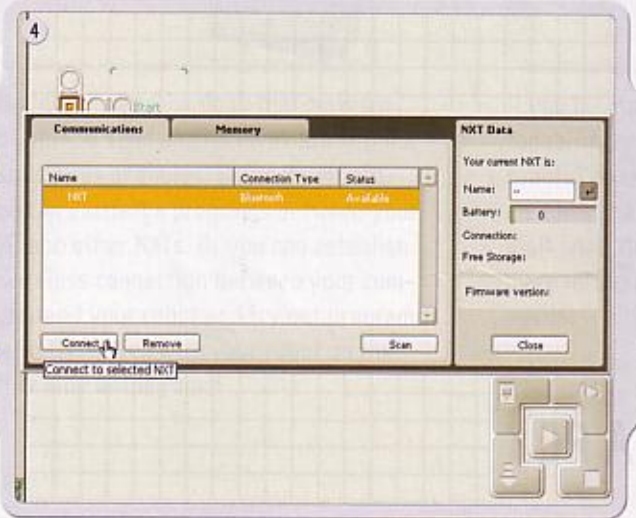 4
Start
Communications Memory
Name Connection Type Status
NXT Bluetooth Available
Connect Remove Scan
Connect to selected NXT
NXT Data
Your current NXT is:
Name: --
Battery: 0
Connection:
Free Storage:
Firmware version:
Close